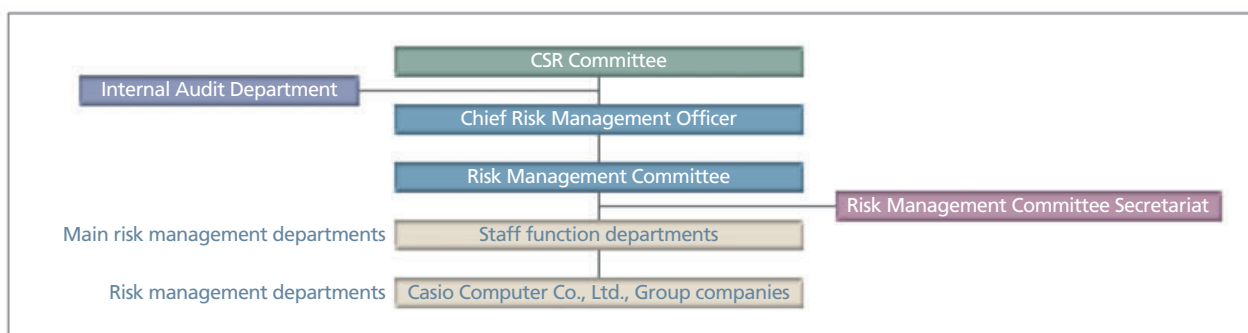 CSR Committee
Internal Audit Department
Chief Risk Management Officer
Risk Management Committee
Risk Management Committee Secretariat
Main risk management departments
Staff function departments
Risk management departments
Casio Computer Co., Ltd., Group companies